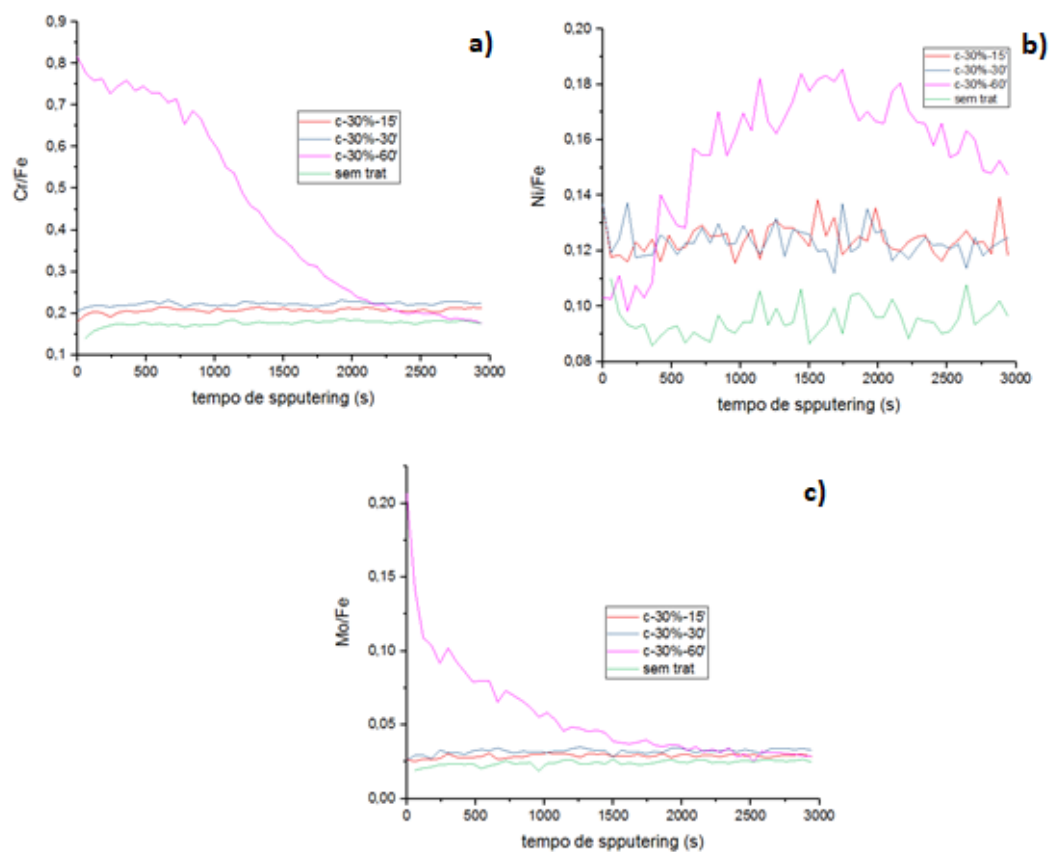 a)
0,9
0,8
0,7
0,6
0,5
0,4
0,3
0,2
0,1
Cr/Fe
c-30%-15'
c-30%-30'
c-30%-60'
sem trat
0 500 1000 1500 2000 2500 3000
tempo de spputering (s)
b)
0,20
0,18
0,16
0,14
0,12
0,10
0,08
Ni/Fe
c-30%-15'
c-30%-30'
c-30%-60'
sem trat
0 500 1000 1500 2000 2500 3000
tempo de spputering (s)
c)
0,20
0,15
0,10
0,05
0,00
Mo/Fe
c-30%-15'
c-30%-30'
c-30%-60'
sem trat
0 500 1000 1500 2000 2500 3000
tempo de spputering (s)